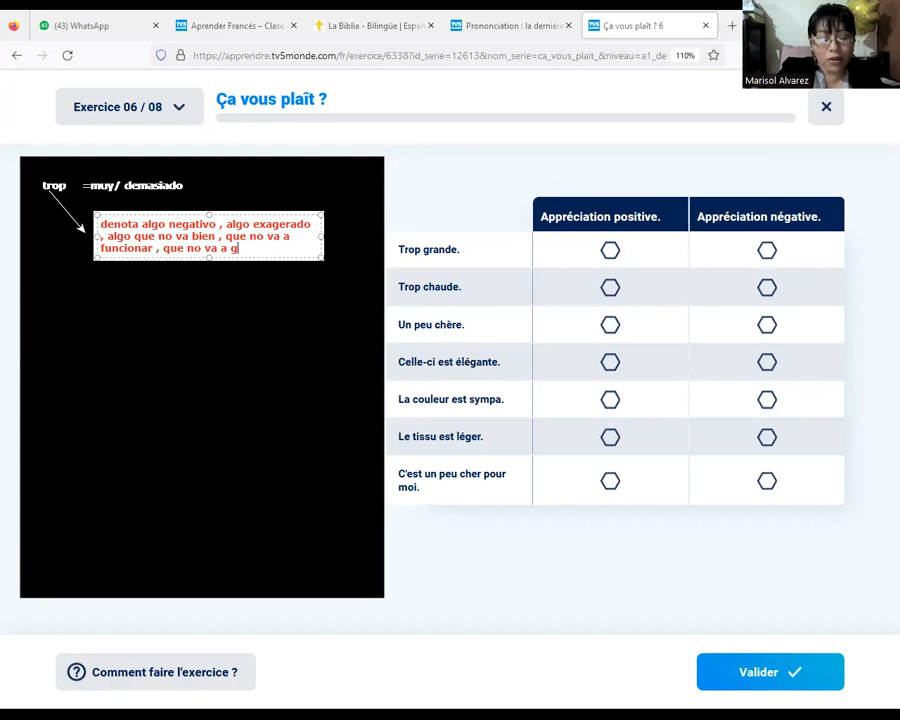 (43) WhatsApp
Aprender Francés – Clase
La Biblia - Bilingüe | Españ
Prononciation : la dernière
Ça vous plaît ? 6
https://apprendre.tv5monde.com/fr/exercice/6338?id_serie=12613&nom_serie=ca_vous_plait_&niveau=a1_de
110%
Marisol Alvarez
Exercice 06 / 08
Ça vous plaît ?
trop =muy/ demasiado
denota algo negativo , algo exagerado
, algo que no va bien , que no va a
funcionar , que no va a g
Appréciation positive.
Appréciation négative.
Trop grande.
Trop chaude.
Un peu chère.
Celle-ci est élégante.
La couleur est sympa.
Le tissu est léger.
C'est un peu cher pour
moi.
? Comment faire l'exercice ?
Valider